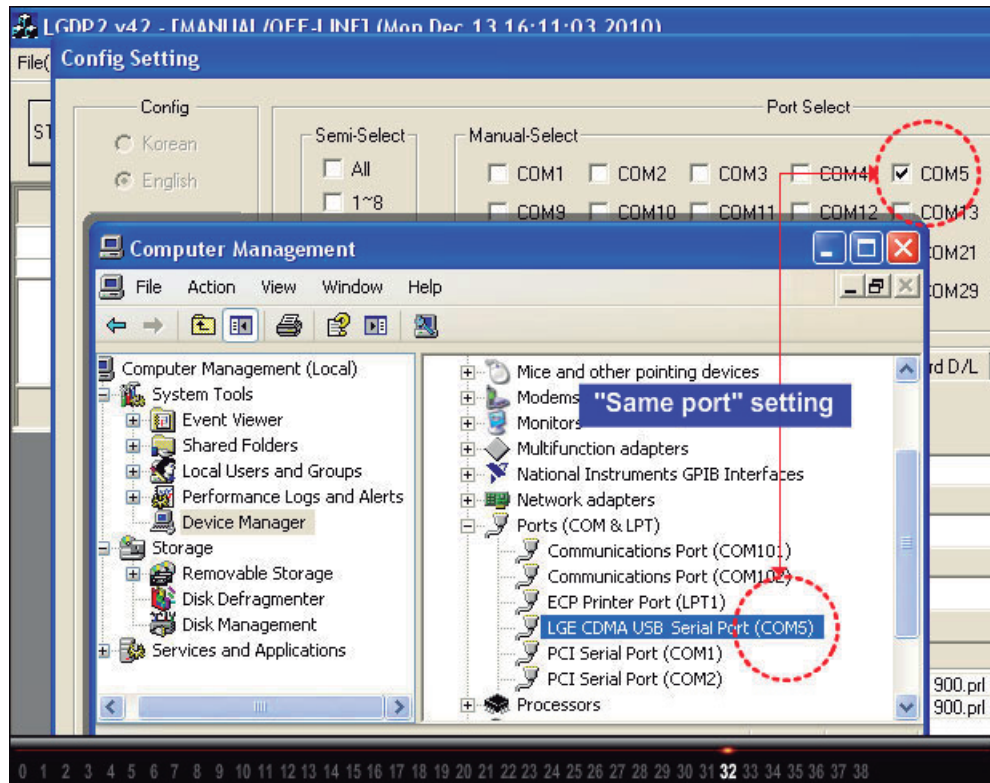 LGDP2 v42 - [MANUAL/OFF-LINE] (Mon Dec 13 16:11:03 2010)
File(
Config Setting
ST
Config
Korean
English
Port Select
Semi-Select
All
1~8
Manual-Select
COM1 COM2 COM3 COM4 COM5
COM9 COM10 COM11 COM12 COM13
COM21
COM29
rd D/L
Computer Management
File Action View Window Help
Computer Management (Local)
System Tools
Event Viewer
Shared Folders
Local Users and Groups
Performance Logs and Alerts
Device Manager
Storage
Removable Storage
Disk Defragmenter
Disk Management
Services and Applications
Mice and other pointing devices
Modems
Monitors
"Same port" setting
Multifunction adapters
National Instruments GPIB Interfaces
Network adapters
Ports (COM & LPT)
Communications Port (COM101)
Communications Port (COM102)
ECP Printer Port (LPT1)
LGE CDMA USB Serial Port (COM5)
PCI Serial Port (COM1)
PCI Serial Port (COM2)
Processors
900.prl
900.prl
0 1 2 3 4 5 6 7 8 9 10 11 12 13 14 15 16 17 18 19 20 21 22 23 24 25 26 27 28 29 30 31 32 33 34 35 36 37 38